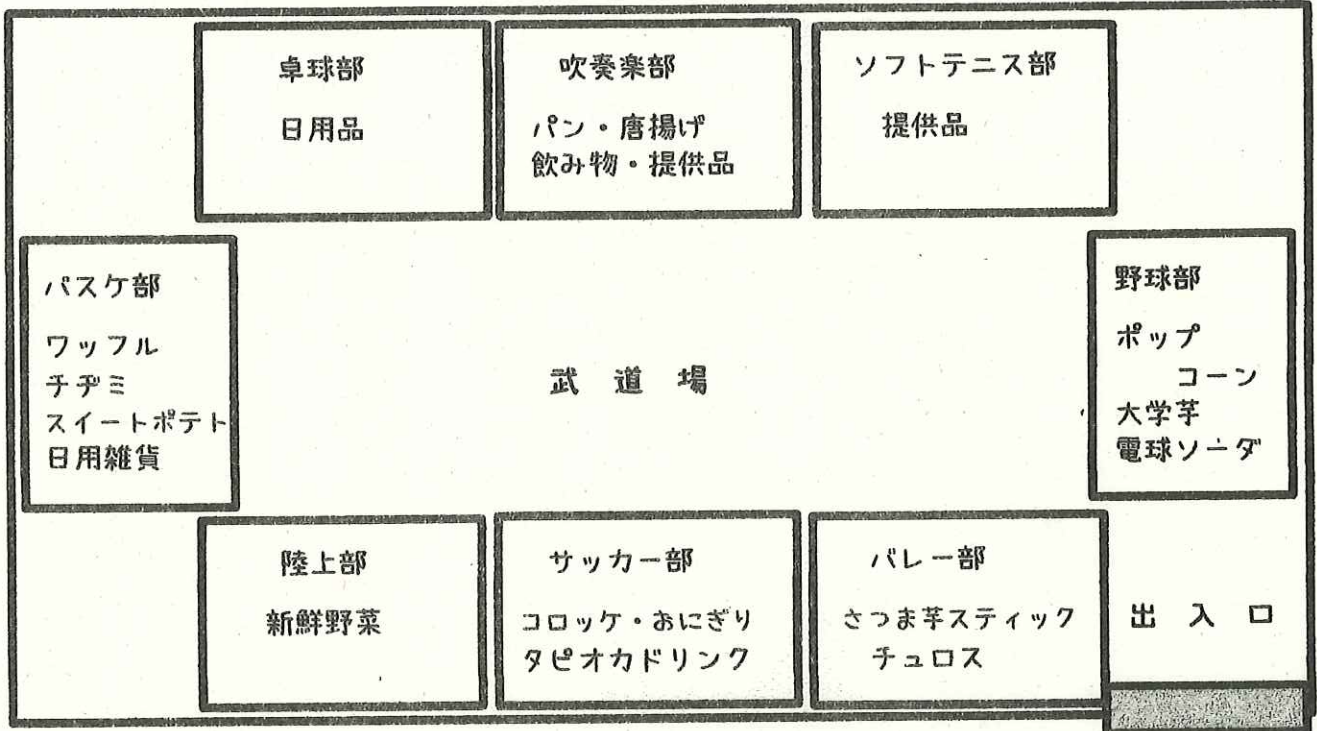 卓球部
日用品
吹奏楽部
パン・唐揚げ
飲み物・提供品
ソフトテニス部
提供品
バスケ部
ワッフル
チヂミ
スイートポテト
日用雑貨
武道場
野球部
ポップ
コーン
大学芋
電球ソーダ
陸上部
新鮮野菜
サッカー部
コロッケ・おにぎり
タピオカドリンク
バレー部
さつま芋スティック
チュロス
出入口